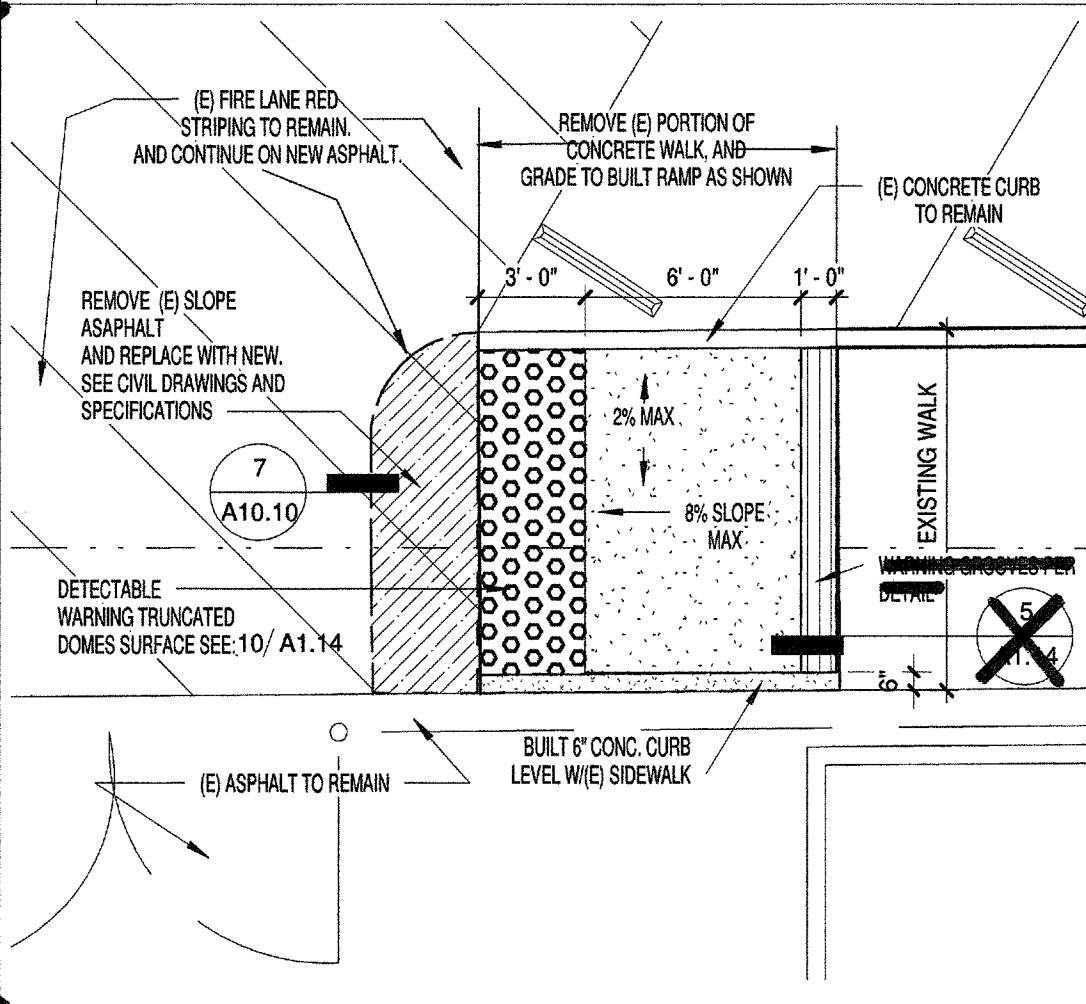 (E) FIRE LANE RED
STRIPING TO REMAIN.
AND CONTINUE ON NEW ASPHALT.
REMOVE (E) PORTION OF
CONCRETE WALK, AND
GRADE TO BUILT RAMP AS SHOWN
(E) CONCRETE CURB
TO REMAIN
3' - 0"
6' - 0"
1' - 0"
REMOVE (E) SLOPE
ASAPHALT
AND REPLACE WITH NEW.
SEE CIVIL DRAWINGS AND
SPECIFICATIONS
2% MAX
EXISTING WALK
7
A10.10
8% SLOPE
MAX
WARNING GROOVES PER
DETAIL
5
DETECTABLE
WARNING TRUNCATED
DOMES SURFACE SEE: 10/ A1.14
6"
BUILT 6" CONC. CURB
LEVEL W/(E) SIDEWALK
(E) ASPHALT TO REMAIN